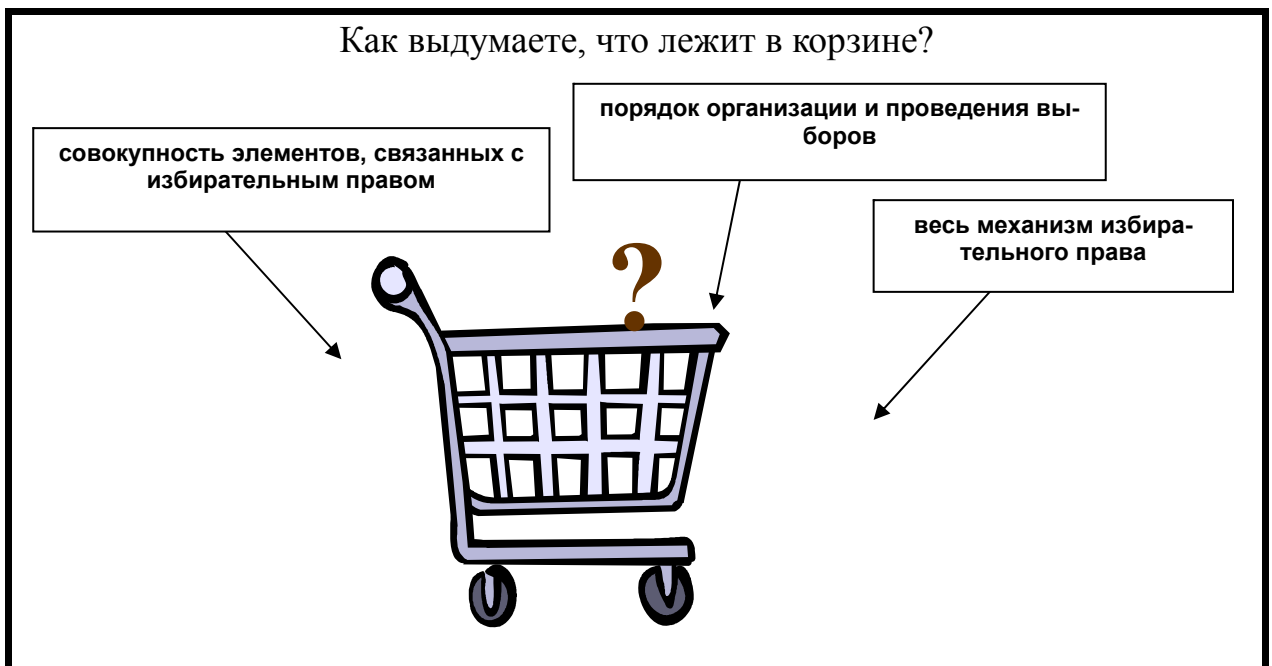 Как выдумаете, что лежит в корзине?
порядок организации и проведения вы-
боров
совокупность элементов, связанных с
избирательным правом
весь механизм избира-
тельного права
?